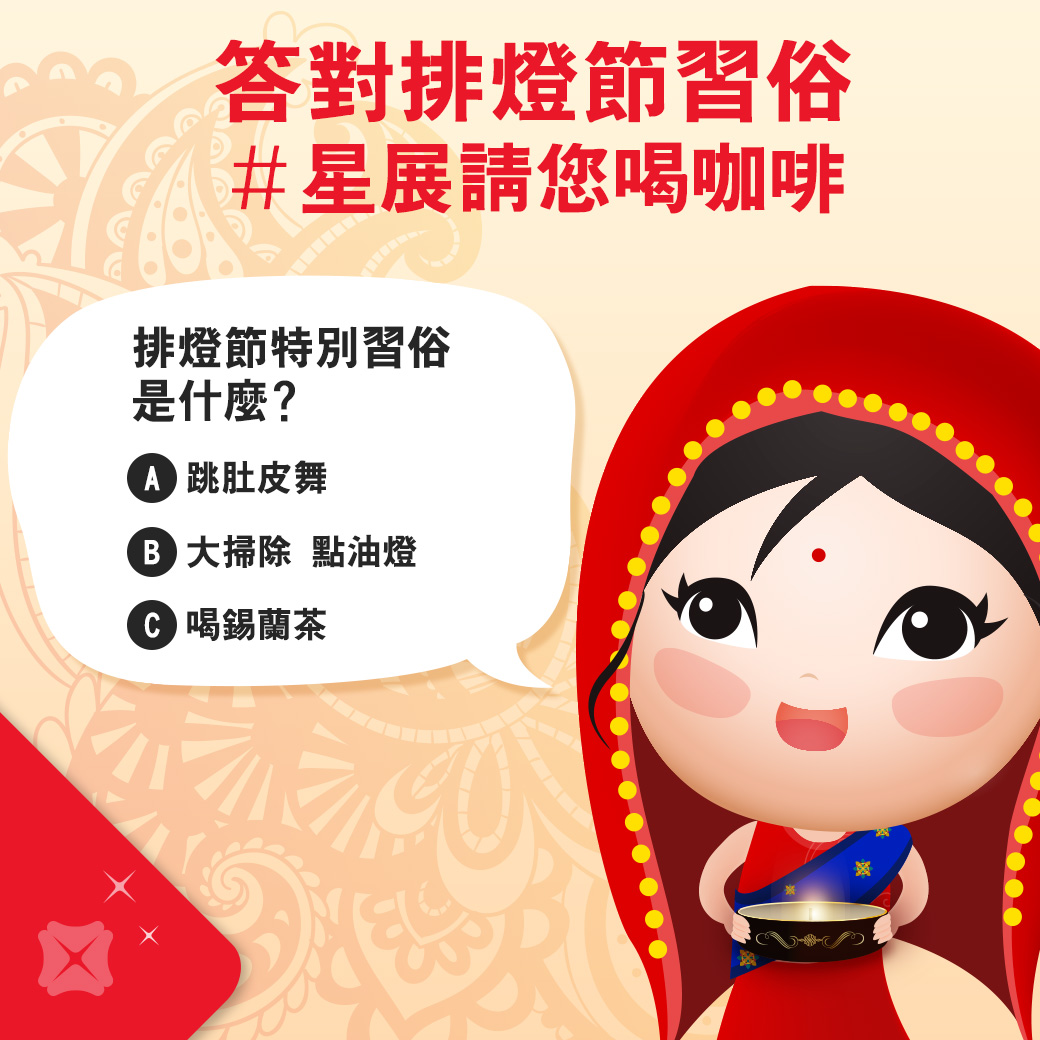 答對排燈節習俗
#星展請您喝咖啡
排燈節特別習俗
是什麼?
A 跳肚皮舞
B 大掃除 點油燈
C 喝錫蘭茶